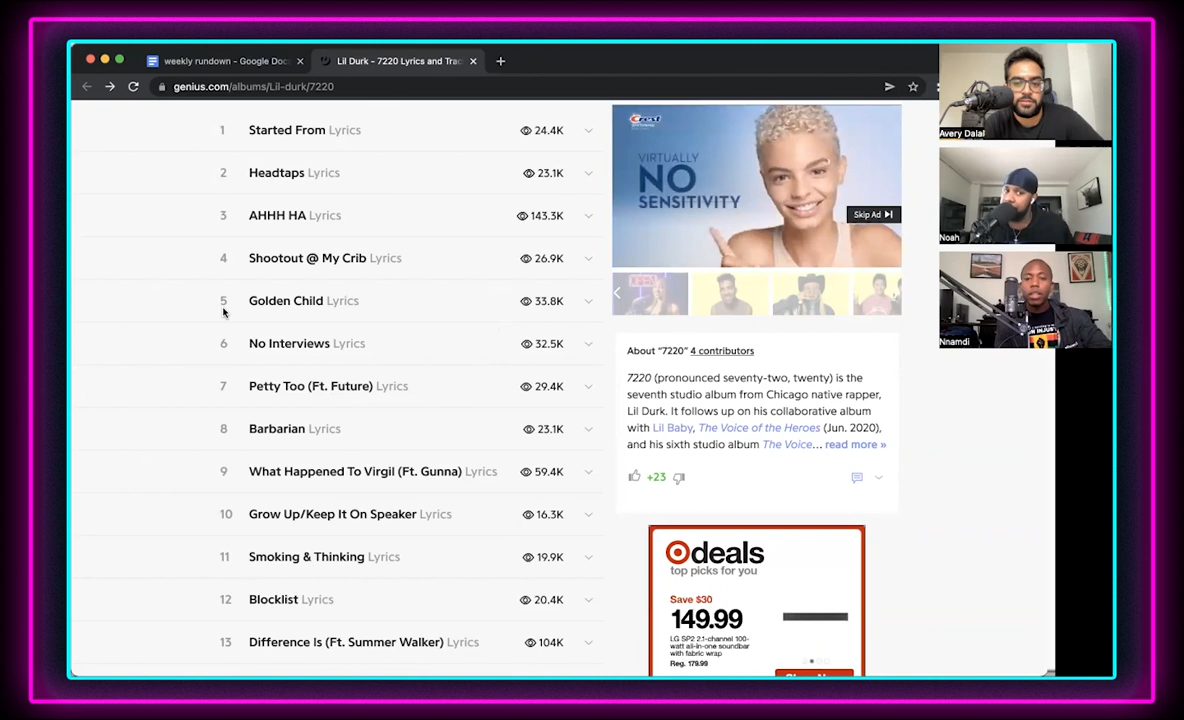 weekly rundown - Google Doc
Lil Durk - 7220 Lyrics and Trac
genius.com/albums/Lil-durk/7220
1 Started From Lyrics 24.4K
2 Headtaps Lyrics 23.1K
3 AHHH HA Lyrics 143.3K
4 Shootout @ My Crib Lyrics 26.9K
5 Golden Child Lyrics 33.8K
6 No Interviews Lyrics 32.5K
7 Petty Too (Ft. Future) Lyrics 29.4K
8 Barbarian Lyrics 23.1K
9 What Happened To Virgil (Ft. Gunna) Lyrics 59.4K
10 Grow Up/Keep It On Speaker Lyrics 16.3K
11 Smoking & Thinking Lyrics 19.9K
12 Blocklist Lyrics 20.4K
13 Difference Is (Ft. Summer Walker) Lyrics 104K
Crest
VIRTUALLY
NO
SENSITIVITY
Skip Ad
About “7220” 4 contributors
7220 (pronounced seventy-two, twenty) is the
seventh studio album from Chicago native rapper,
Lil Durk. It follows up on his collaborative album
with Lil Baby, The Voice of the Heroes (Jun. 2020),
and his sixth studio album The Voice... read more »
+23
deals
top picks for you
Save $30
149.99
LG SP2 2.1-channel 100-
watt all-in-one soundbar
with fabric wrap
Reg. 179.99
Avery Dalal
Noah
Nnamdi